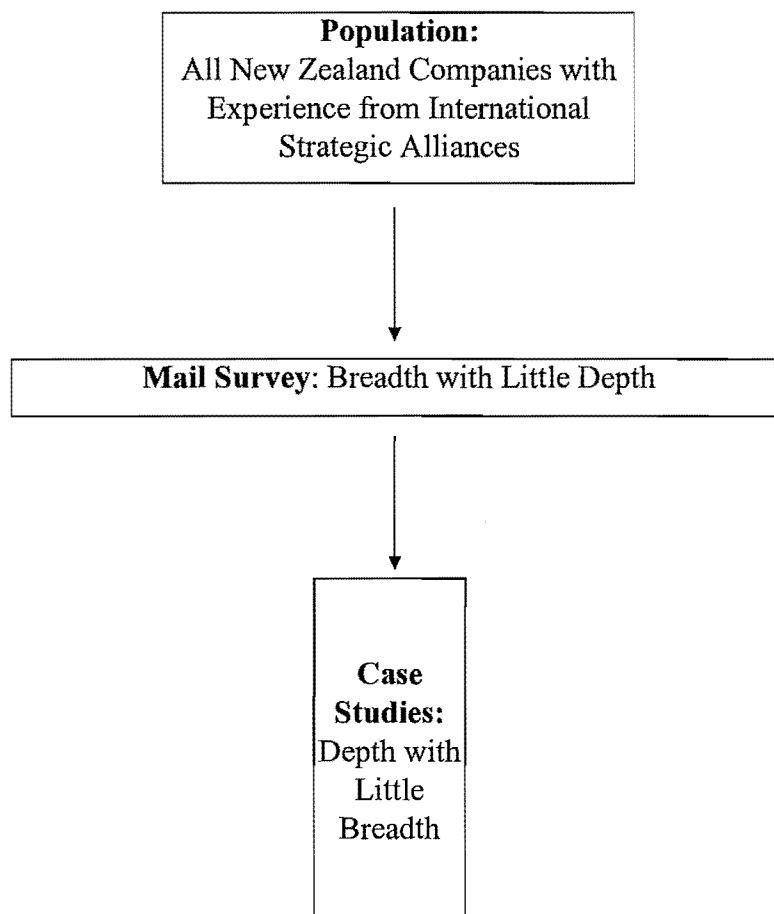 Population:
All New Zealand Companies with
Experience from International
Strategic Alliances
Mail Survey: Breadth with Little Depth
Case
Studies:
Depth with
Little
Breadth